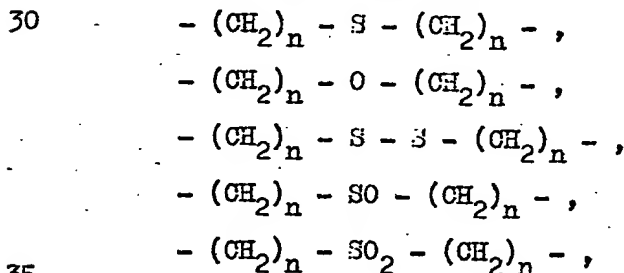 30 - (CH2)n - S - (CH2)n - ,
- (CH2)n - O - (CH2)n - ,
- (CH2)n - S - S - (CH2)n - ,
- (CH2)n - SO - (CH2)n - ,
35 - (CH2)n - SO2 - (CH2)n - ,